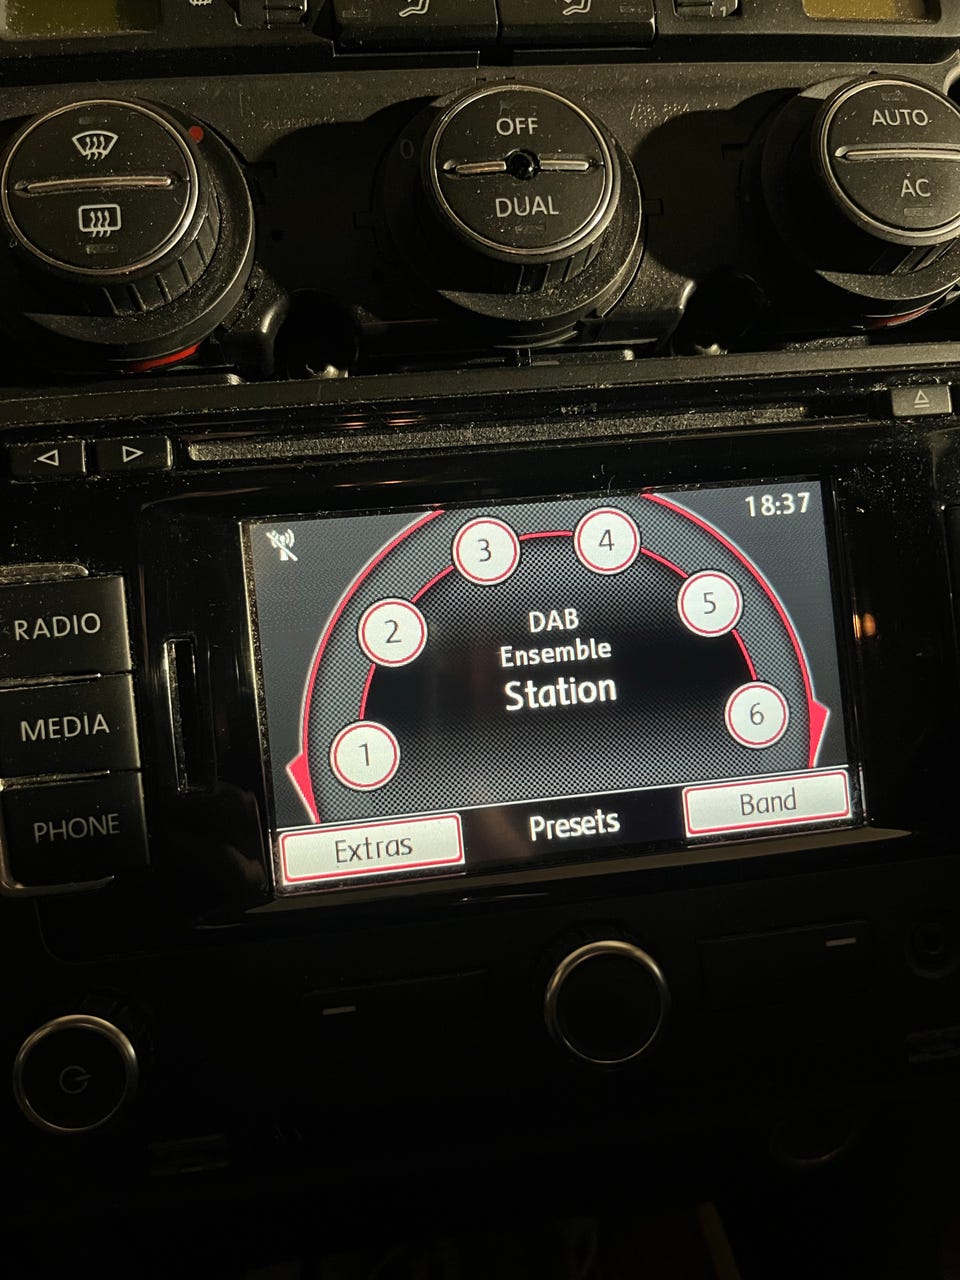 OFF
DUAL
AUTO
AC
RADIO
MEDIA
PHONE
18:37
1
2
3
4
5
6
DAB
Ensemble
Station
Extras
Presets
Band